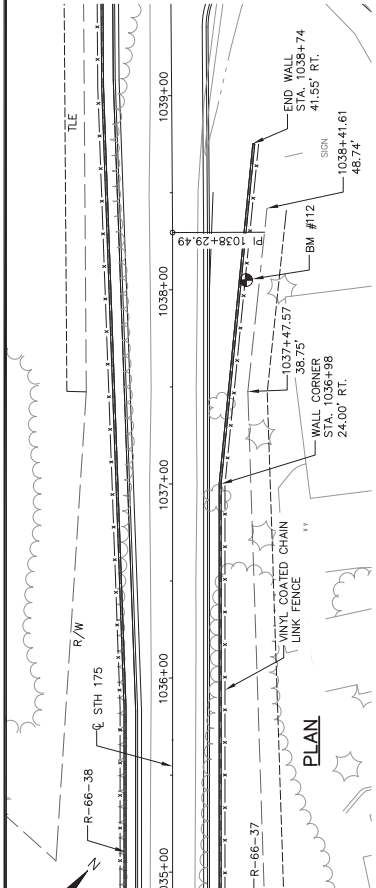 TLE
1039+00
END WALL
STA. 1038+74
41.55' RT.
SIGN
1038+41.61
48.74'
PI 1038+29.49
BM #112
1038+00
1037+47.57
38.75'
WALL CORNER
STA. 1036+98
24.00' RT.
1037+00
R/W
VINYL COATED CHAIN
LINK FENCE
1036+00
℄ STH 175
PLAN
R-66-38
N
R-66-37
035+00